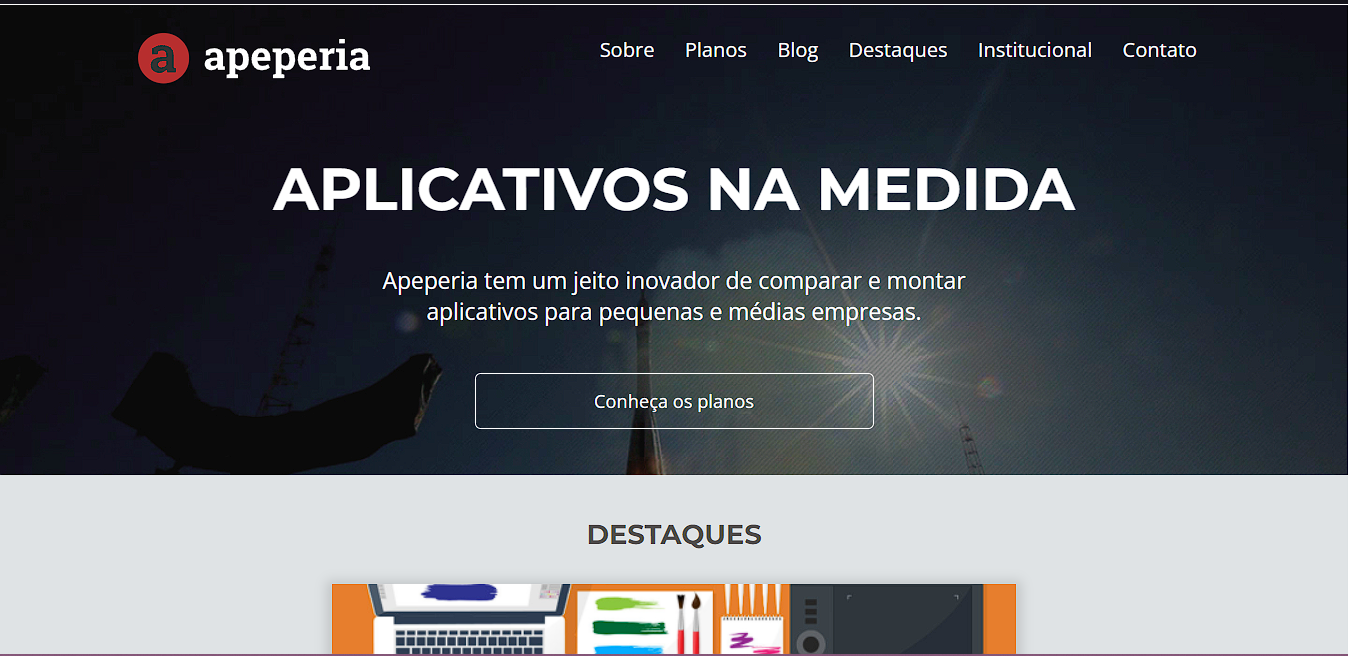 a apeperia
Sobre Planos Blog Destaques Institucional Contato
APLICATIVOS NA MEDIDA
Apeperia tem um jeito inovador de comparar e montar
aplicativos para pequenas e médias empresas.
Conheça os planos
DESTAQUES